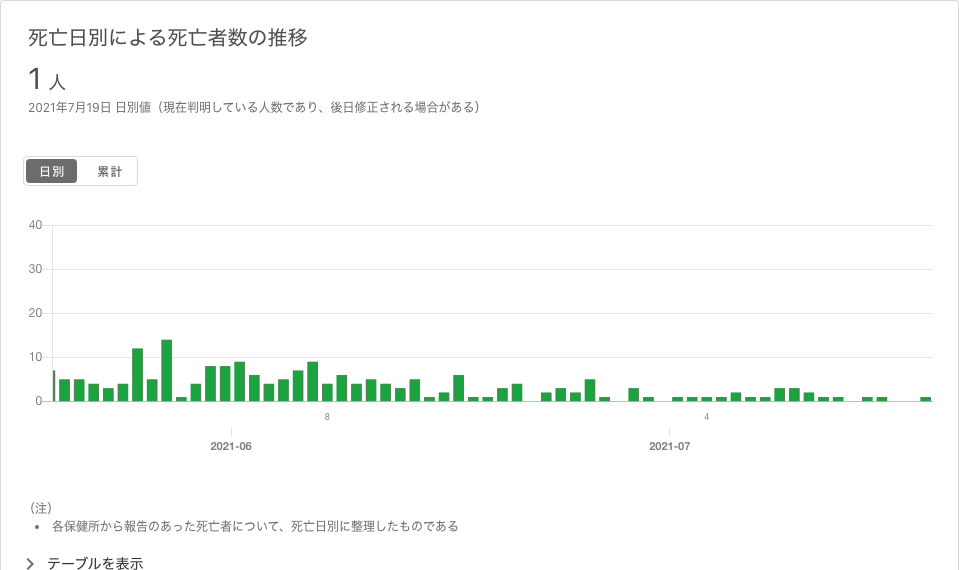 死亡日別による死亡者数の推移
1 人
2021年7月19日 日別値（現在判明している人数であり、後日修正される場合がある）
日別 累計
40
30
20
10
0
8 4
2021-06 2021-07
（注）
• 各保健所から報告のあった死亡者について、死亡日別に整理したものである
テーブルを表示